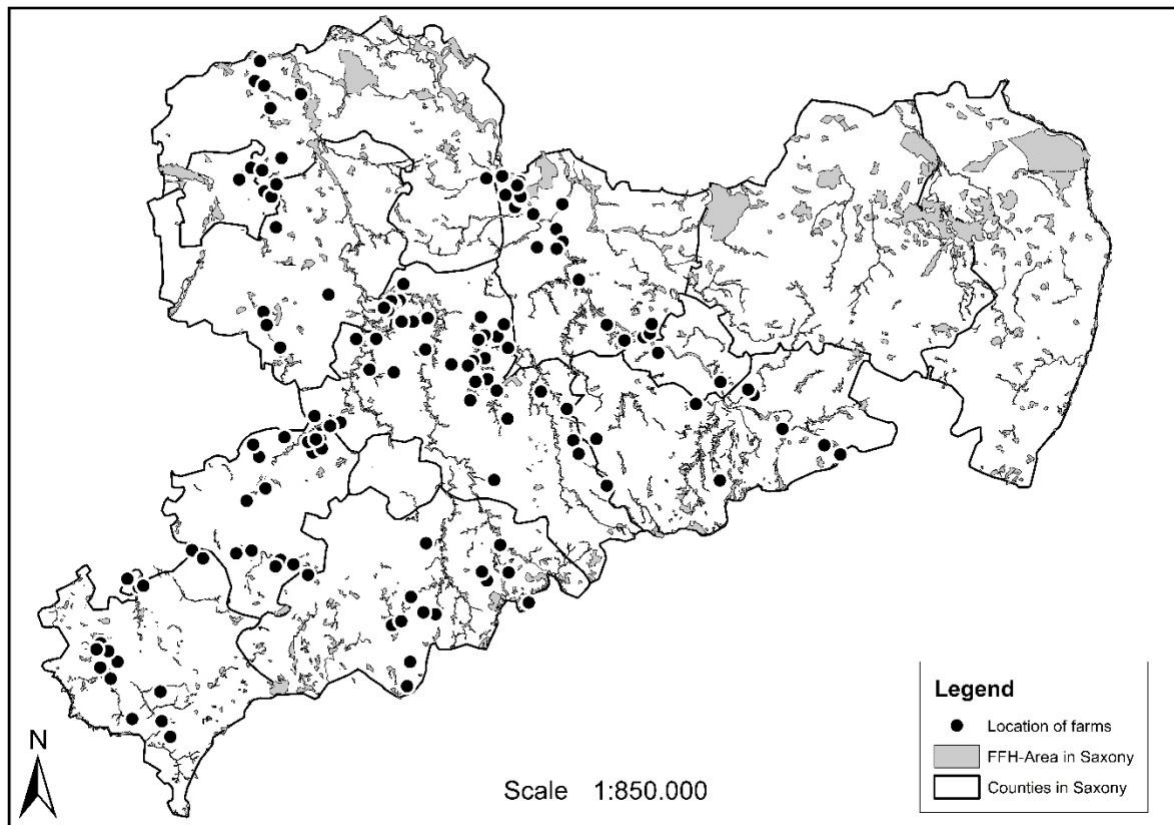 Legend
Location of farms
FFH-Area in Saxony
Counties in Saxony
N
Scale 1:850.000